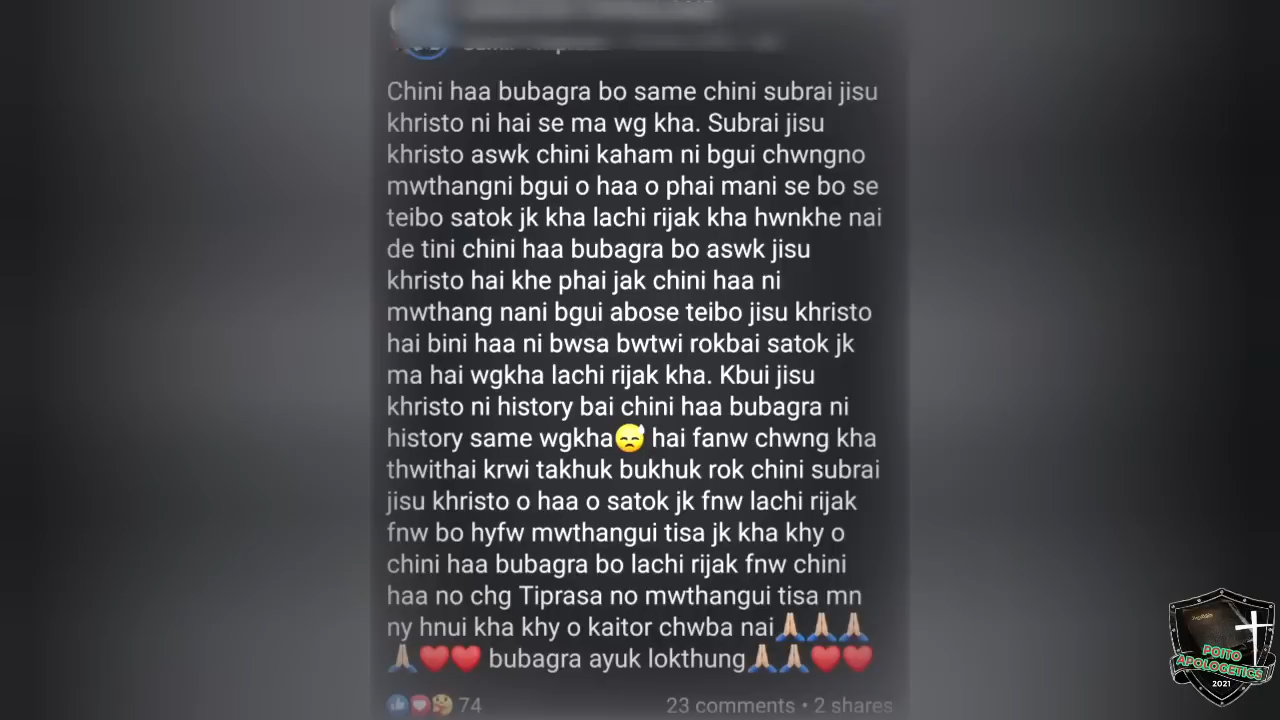 Chini haa bubagra bo same chini subrai jisu
khristo ni hai se ma wg kha. Subrai jisu
khristo aswk chini kaham ni bgui chwngno
mwthangni bgui o haa o phai mani se bo se
teibo satok jk kha lachi rijak kha hwnkhe nai
de tini chini haa bubagra bo aswk jisu
khristo hai khe phai jak chini haa ni
mwthang nani bgui abose teibo jisu khristo
hai bini haa ni bwsa bwtwi rokbai satok jk
ma hai wgkha lachi rijak kha. Kbui jisu
khristo ni history bai chini haa bubagra ni
history same wgkha😓 hai fanw chwng kha
thwithai krwi takhuk bukhuk rok chini subrai
jisu khristo o haa o satok jk fnw lachi rijak
fnw bo hyfw mwthangui tisa jk kha khy o
chini haa bubagra bo lachi rijak fnw chini
haa no chg Tiprasa no mwthangui tisa mn
ny hnui kha khy o kaitor chwba nai🙏🏼🙏🏼🙏🏼
🙏🏼❤️❤️ bubagra ayuk lokthung🙏🏼🙏🏼❤️❤️
74
23 comments • 2 shares
POITO
APOLOGETICS
2021